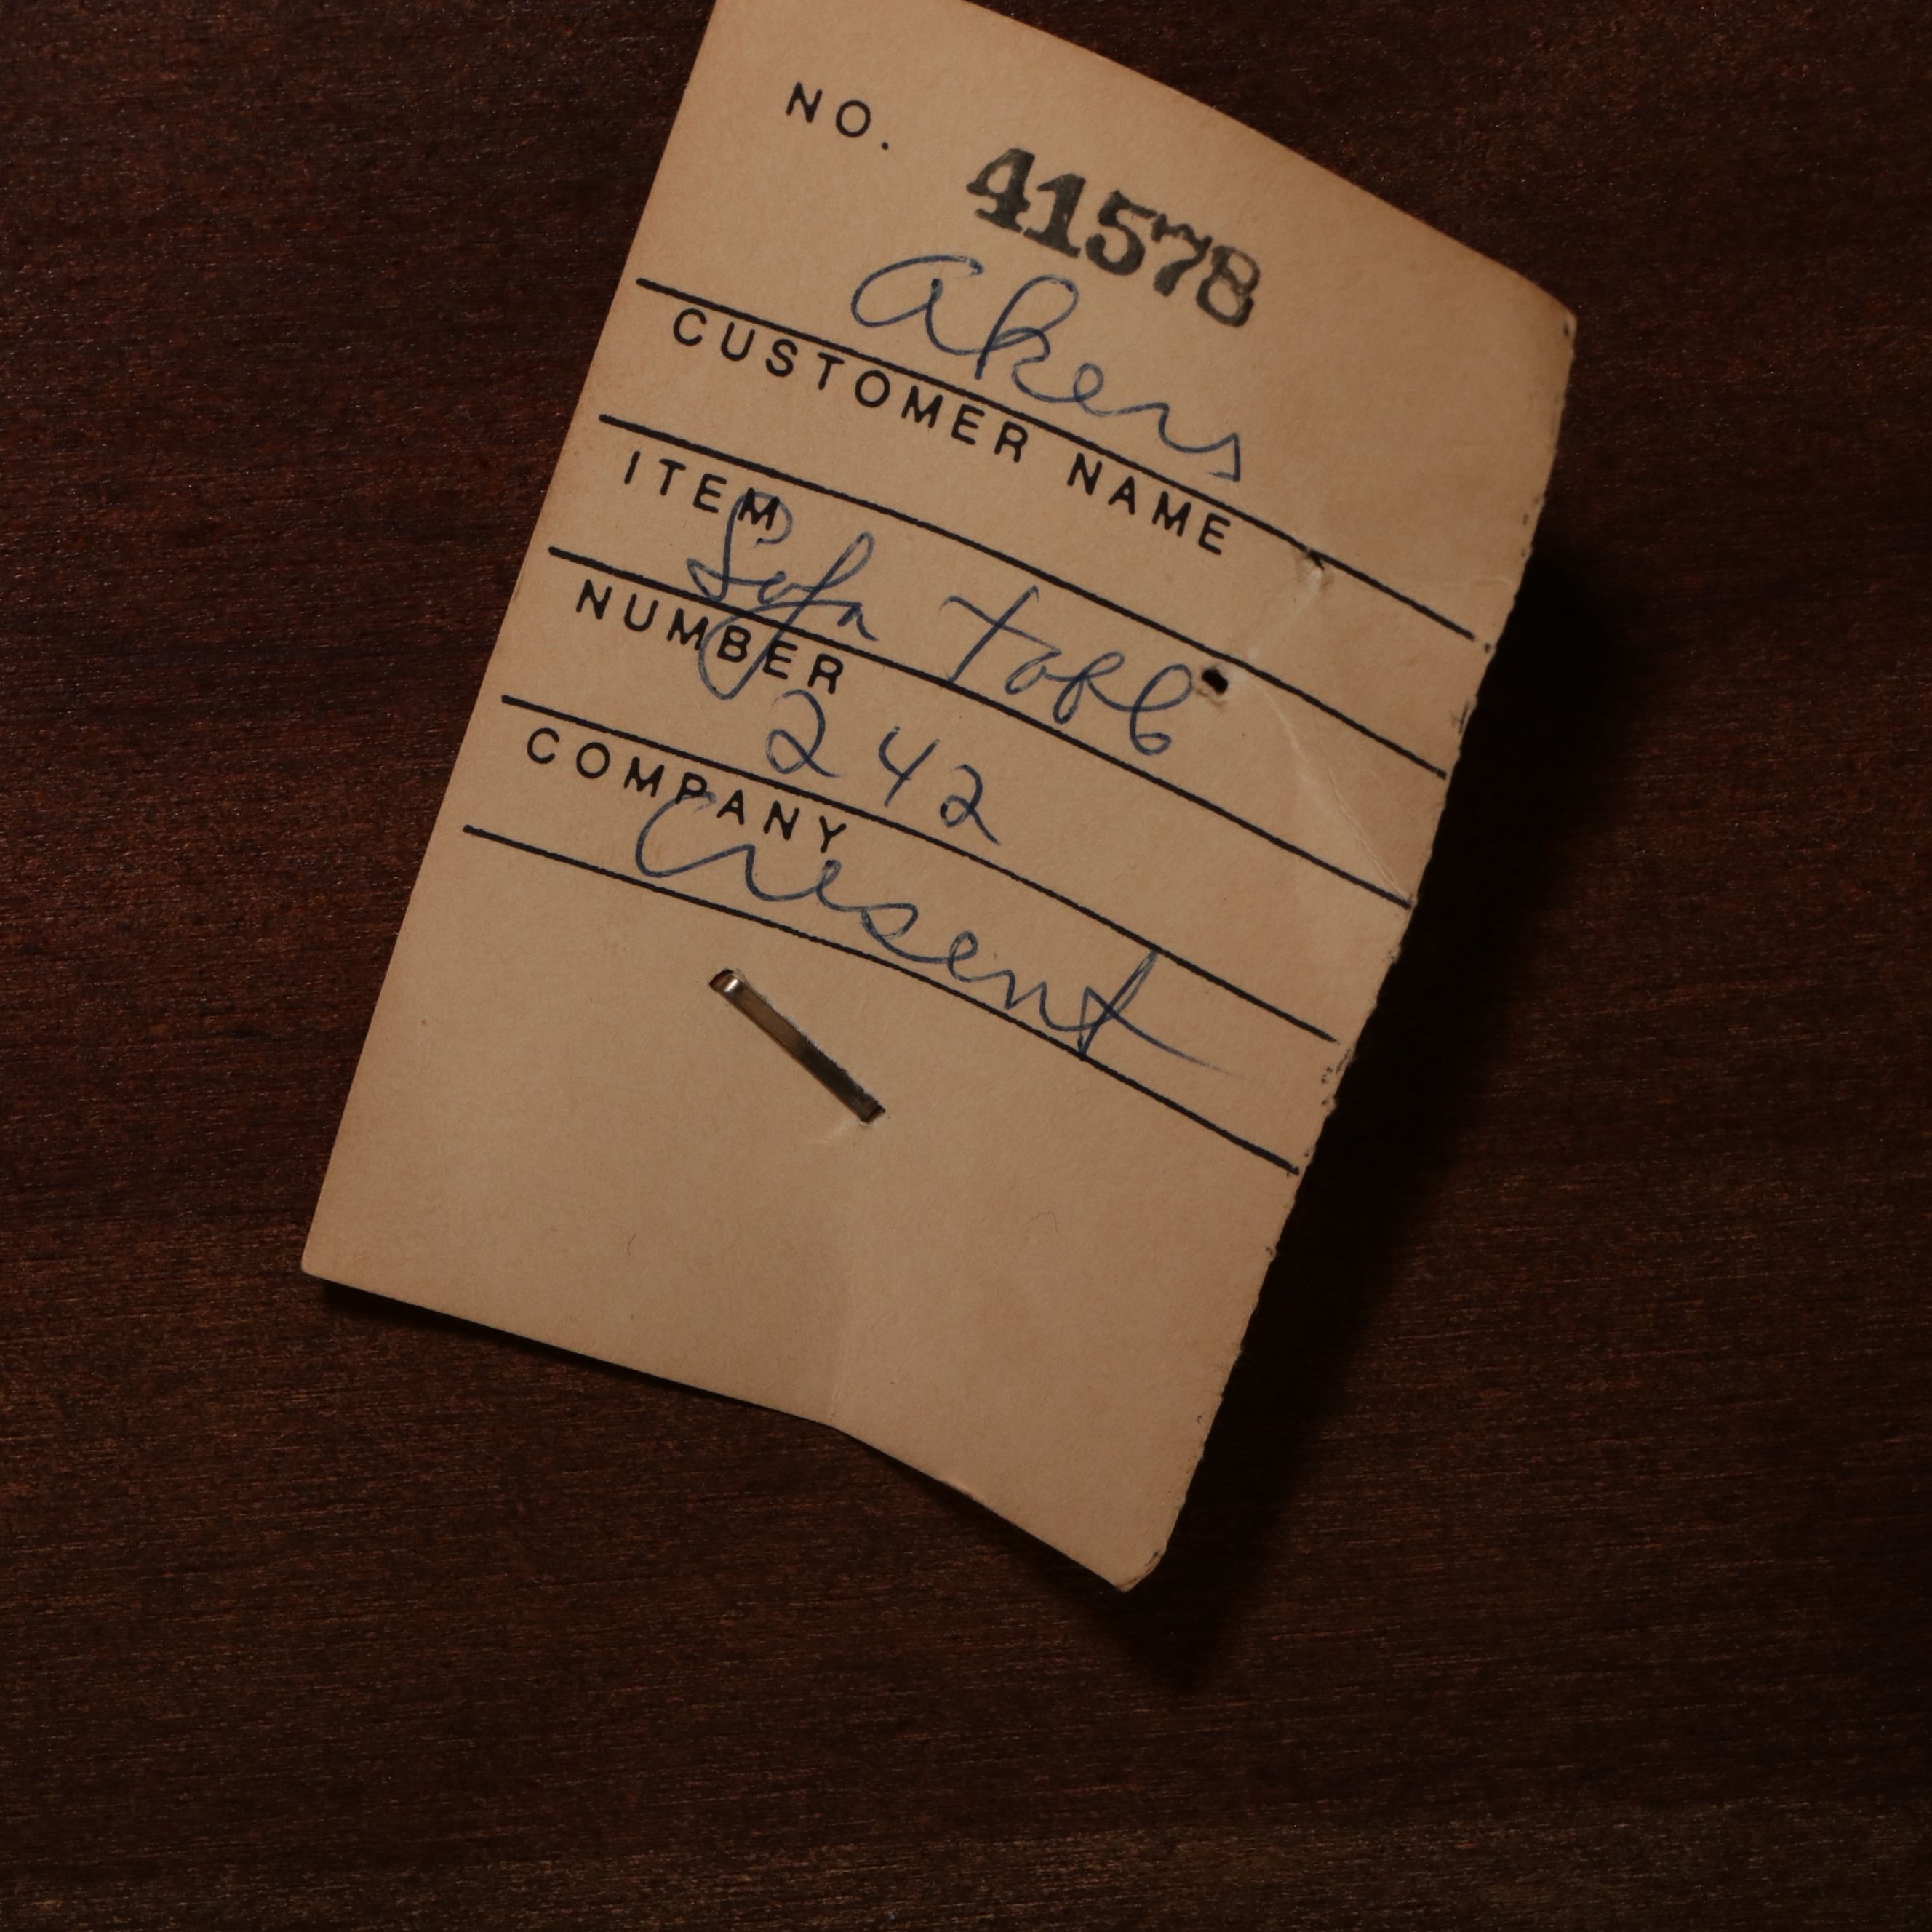 NO. 41578
akers
CUSTOMER NAME
ITEM
Sofa table
NUMBER
242
COMPANY
Cresent